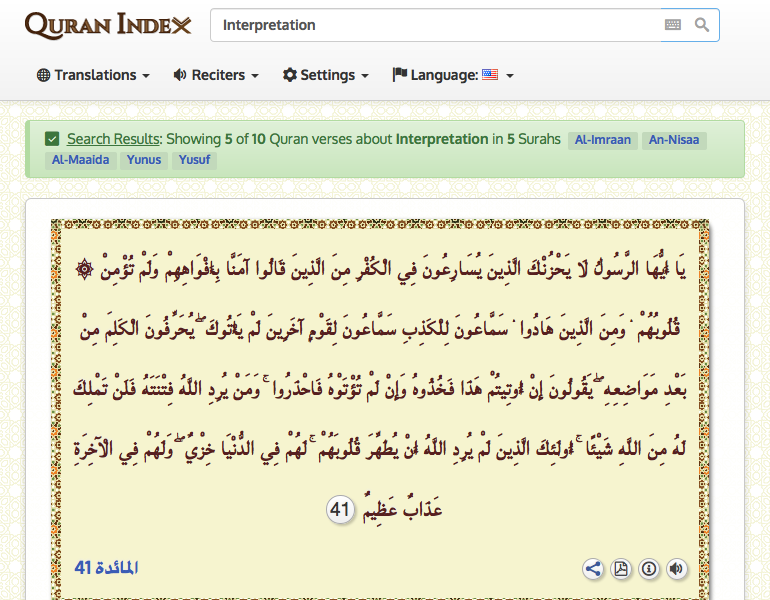 QURAN INDEX
Interpretation
Translations
Reciters
Settings
Language:
Search Results: Showing 5 of 10 Quran verses about Interpretation in 5 Surahs Al-Imraan An-Nisaa
Al-Maaida Yunus Yusuf
يَا أَيُّهَا الرَّسُولُ لَا يَحْزُنْكَ الَّذِينَ يُسَارِعُونَ فِي الْكُفْرِ مِنَ الَّذِينَ قَالُوا آمَنَّا بِأَفْوَاهِهِمْ وَلَمْ تُؤْمِنْ ۞
قُلُوبُهُمْ ۛ وَمِنَ الَّذِينَ هَادُوا ۛ سَمَّاعُونَ لِلْكَذِبِ سَمَّاعُونَ لِقَوْمٍ آخَرِينَ لَمْ يَأْتُوكَ ۖ يُحَرِّفُونَ الْكَلِمَ مِنْ
بَعْدِ مَوَاضِعِهِ ۖ يَقُولُونَ إِنْ أُوتِيتُمْ هَٰذَا فَخُذُوهُ وَإِنْ لَمْ تُؤْتَوْهُ فَاحْذَرُوا ۚ وَمَنْ يُرِدِ اللَّهُ فِتْنَتَهُ فَلَنْ تَمْلِكَ
لَهُ مِنَ اللَّهِ شَيْئًا ۚ أُولَٰئِكَ الَّذِينَ لَمْ يُرِدِ اللَّهُ أَنْ يُطَهِّرَ قُلُوبَهُمْ ۚ لَهُمْ فِي الدُّنْيَا خِزْيٌ ۖ وَلَهُمْ فِي الْآخِرَةِ
عَذَابٌ عَظِيمٌ 41
المائدة 41